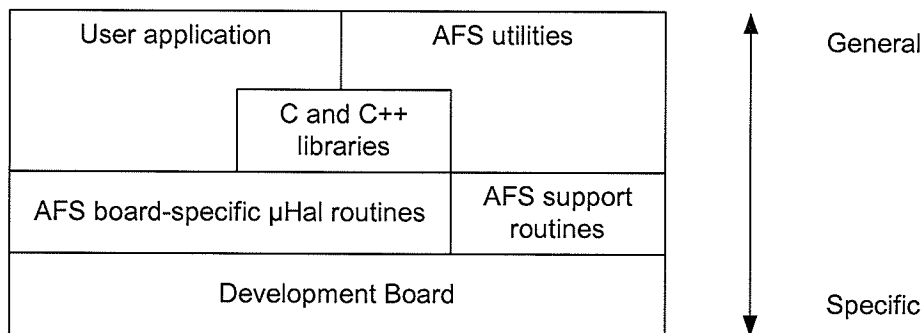 User application
AFS utilities
General
C and C++
libraries
AFS board-specific µHal routines
AFS support
routines
Development Board
Specific